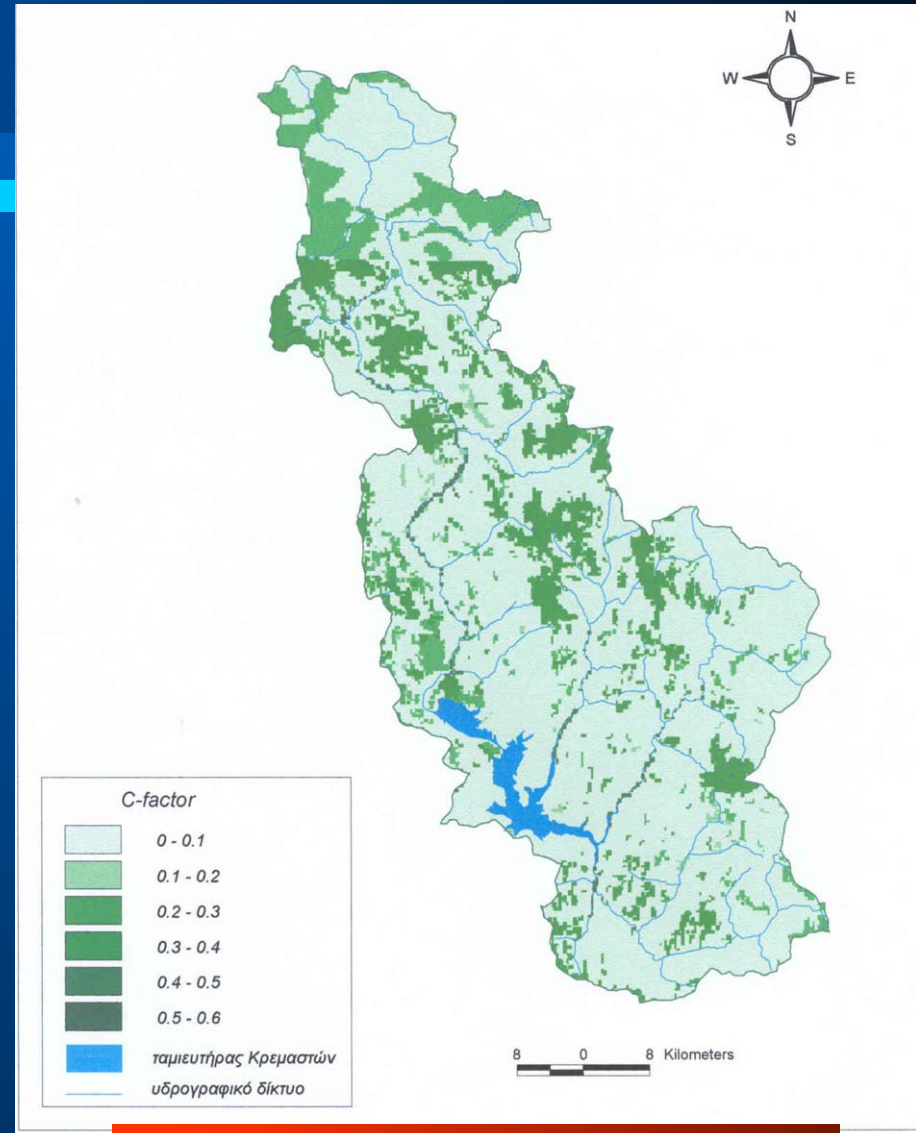 N
W E
S
C-factor
0 - 0.1
0.1 - 0.2
0.2 - 0.3
0.3 - 0.4
0.4 - 0.5
0.5 - 0.6
ταμιευτήρας Κρεμαστών
υδρογραφικό δίκτυο
8 0 8 Kilometers